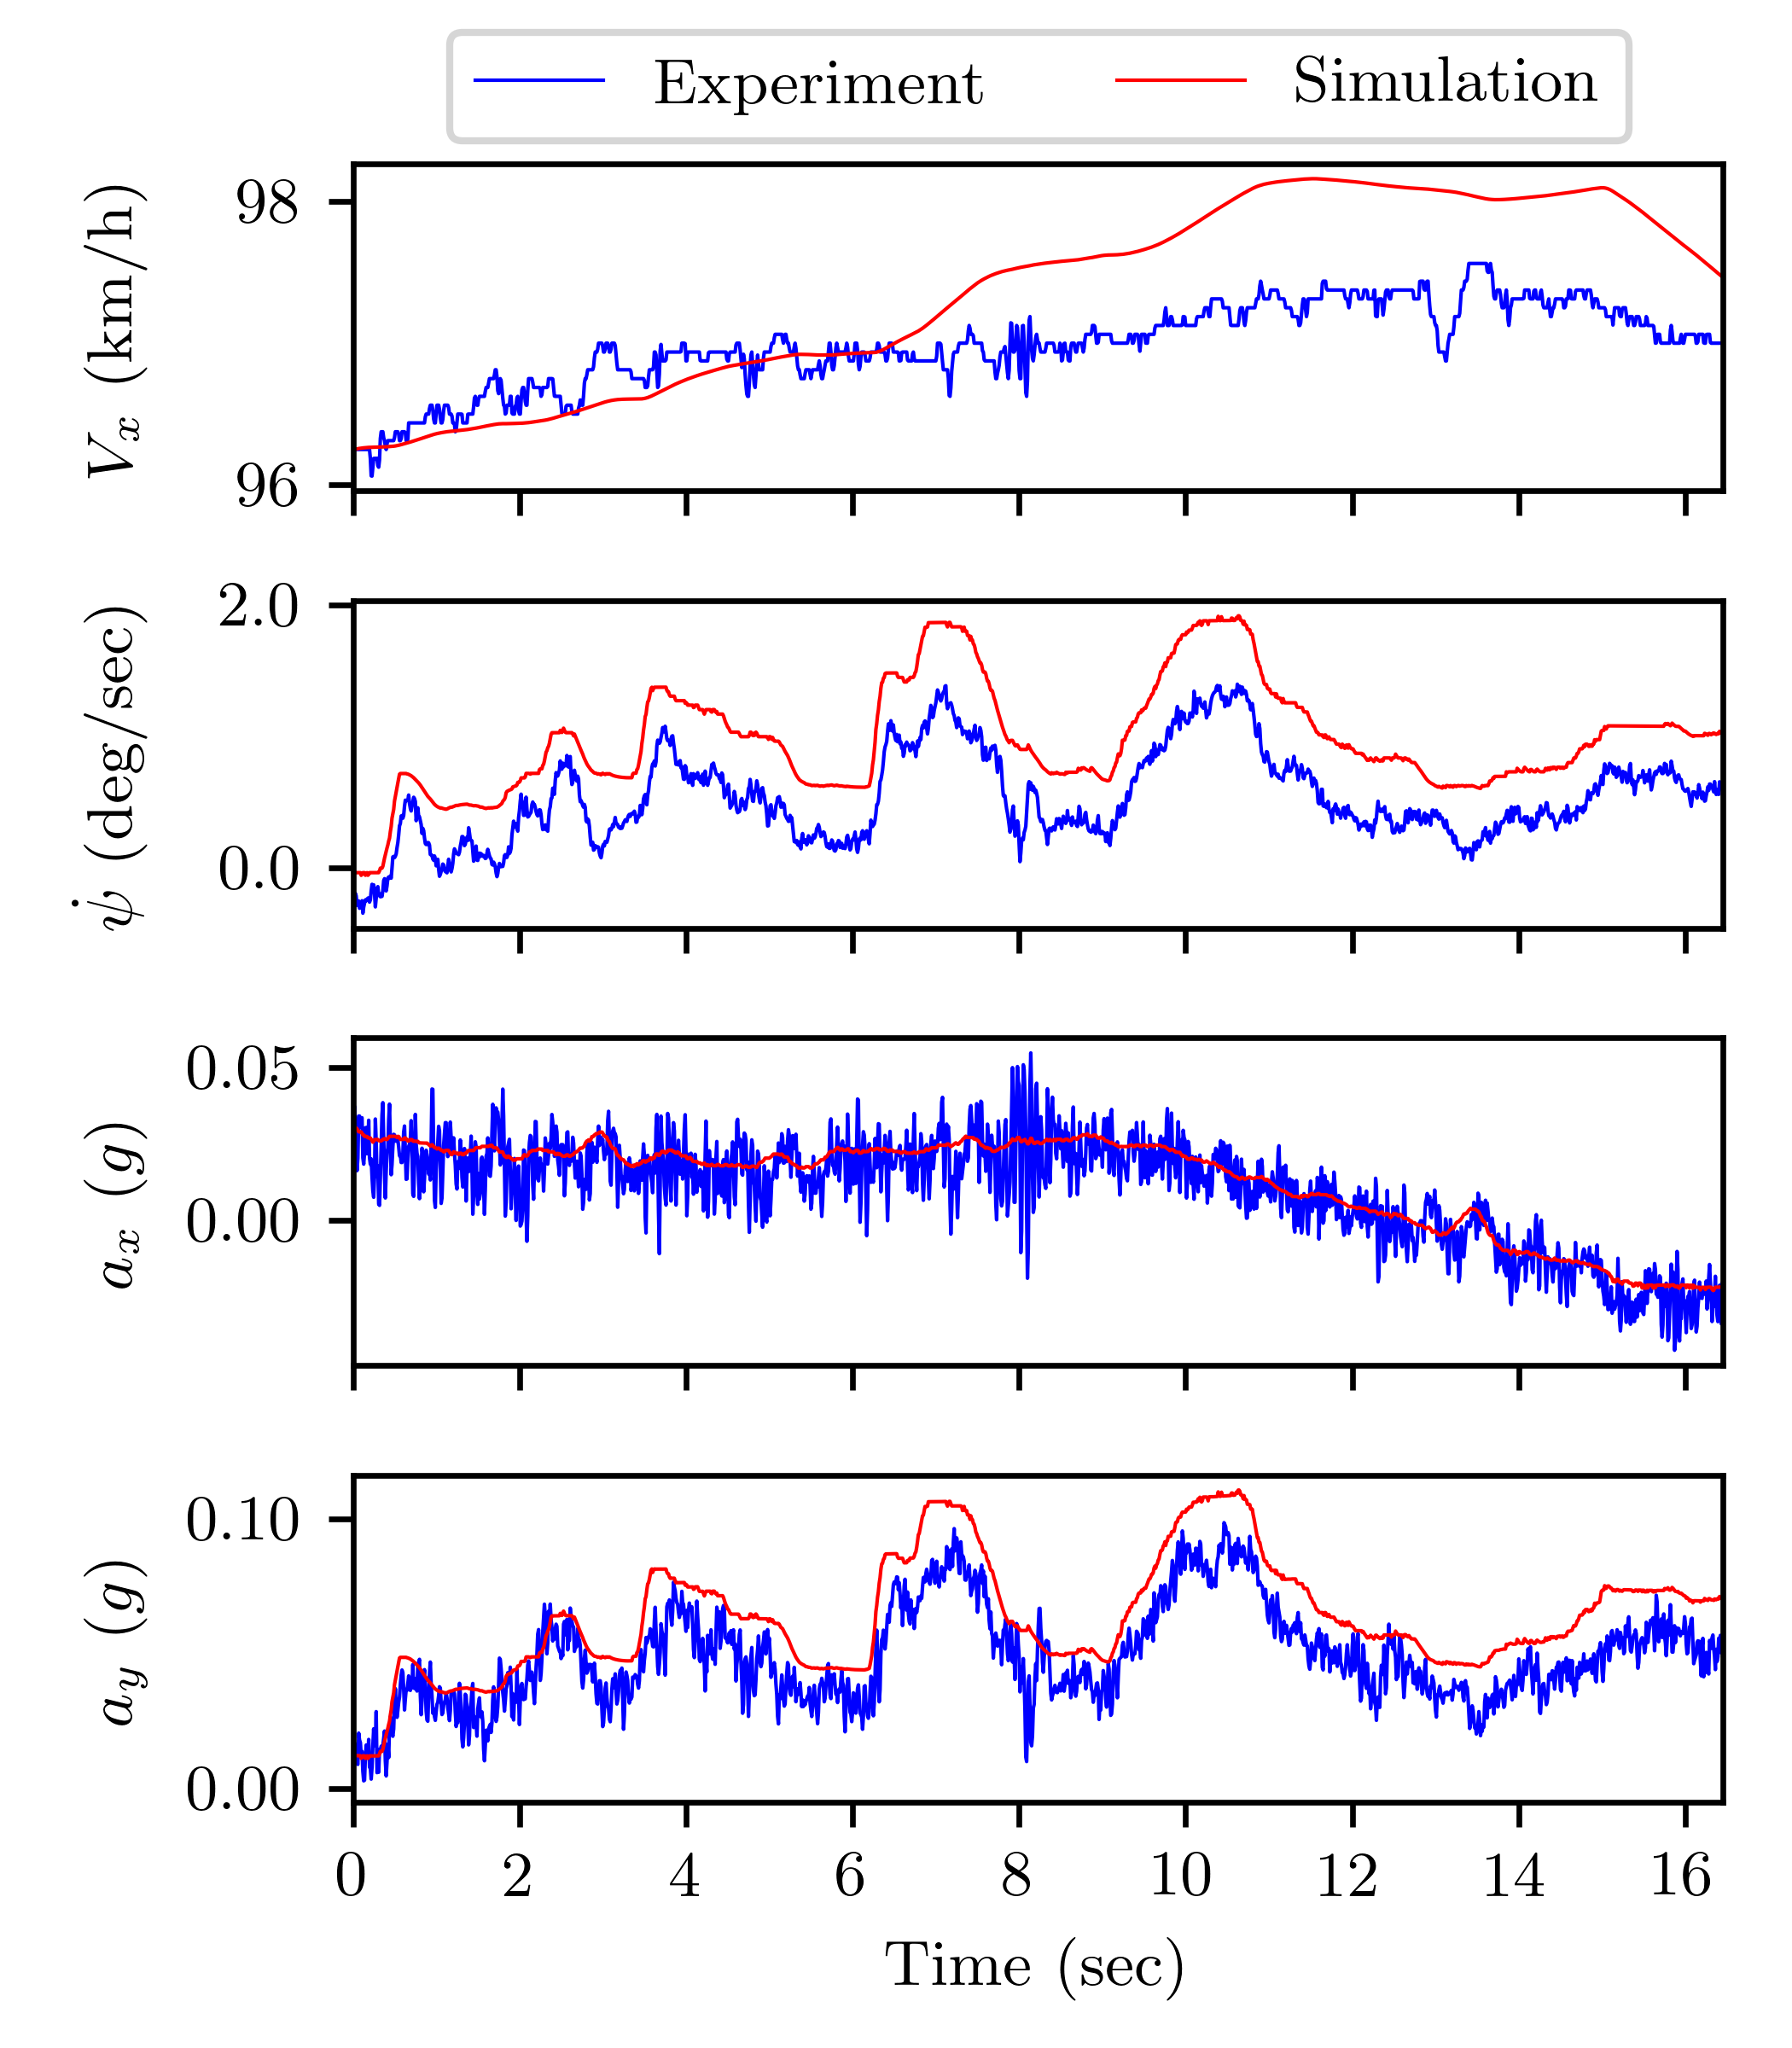 Experiment Simulation
98
96
V_x (km/h)
2.0
0.0
ψ̇ (deg/sec)
0.05
0.00
a_x (g)
0.10
0.00
a_y (g)
0 2 4 6 8 10 12 14 16
Time (sec)